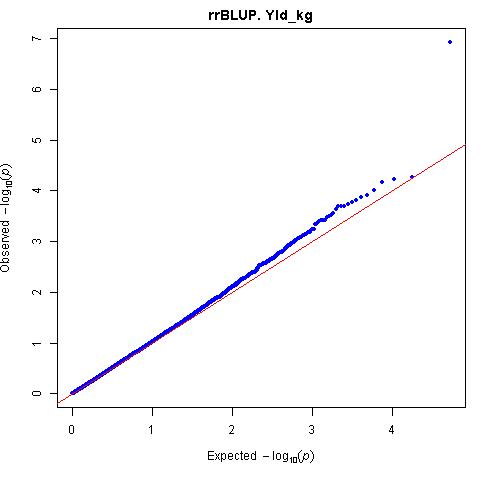 rrBLUP. Yld_kg
7
6
5
4
3
2
1
0
Observed −log10(p)
0 1 2 3 4
Expected −log10(p)